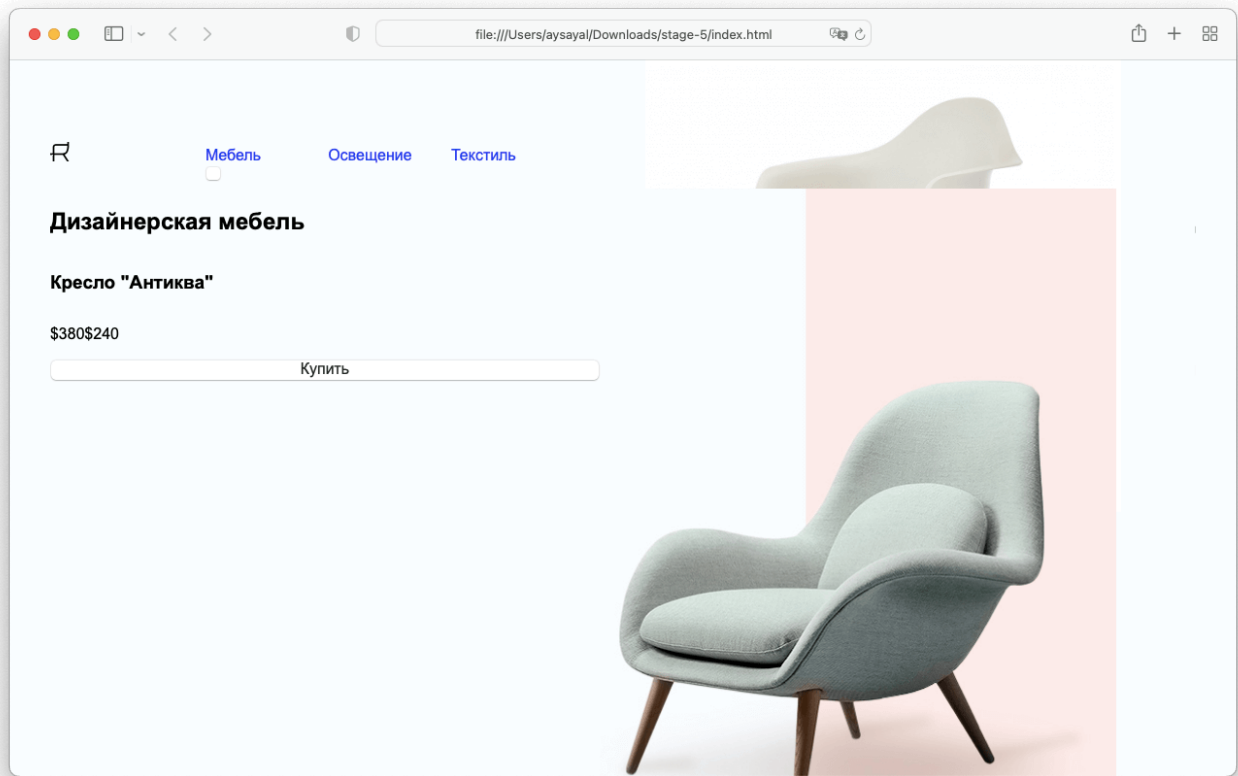 file:///Users/aysayal/Downloads/stage-5/index.html
Мебель Освещение Текстиль
Дизайнерская мебель
Кресло "Антиква"
$380$240
Купить